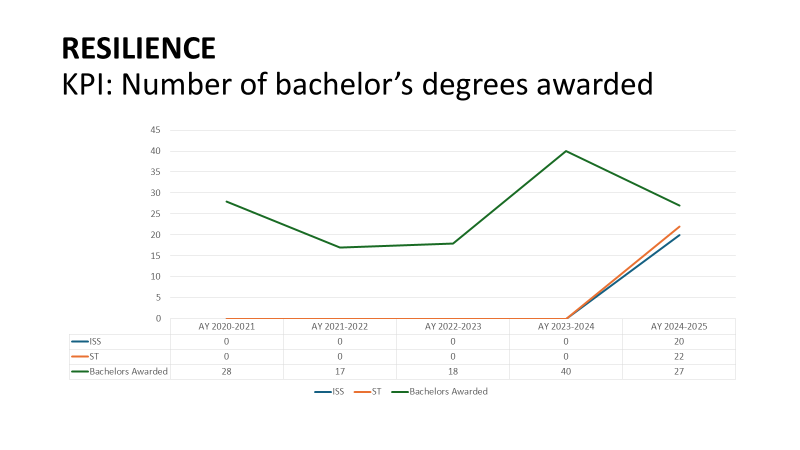 RESILIENCE
KPI: Number of bachelor’s degrees awarded
45
40
35
30
25
20
15
10
5
0
AY 2020-2021 AY 2021-2022 AY 2022-2023 AY 2023-2024 AY 2024-2025
ISS 0 0 0 0 20
ST 0 0 0 0 22
Bachelors Awarded 28 17 18 40 27
ISS ST Bachelors Awarded